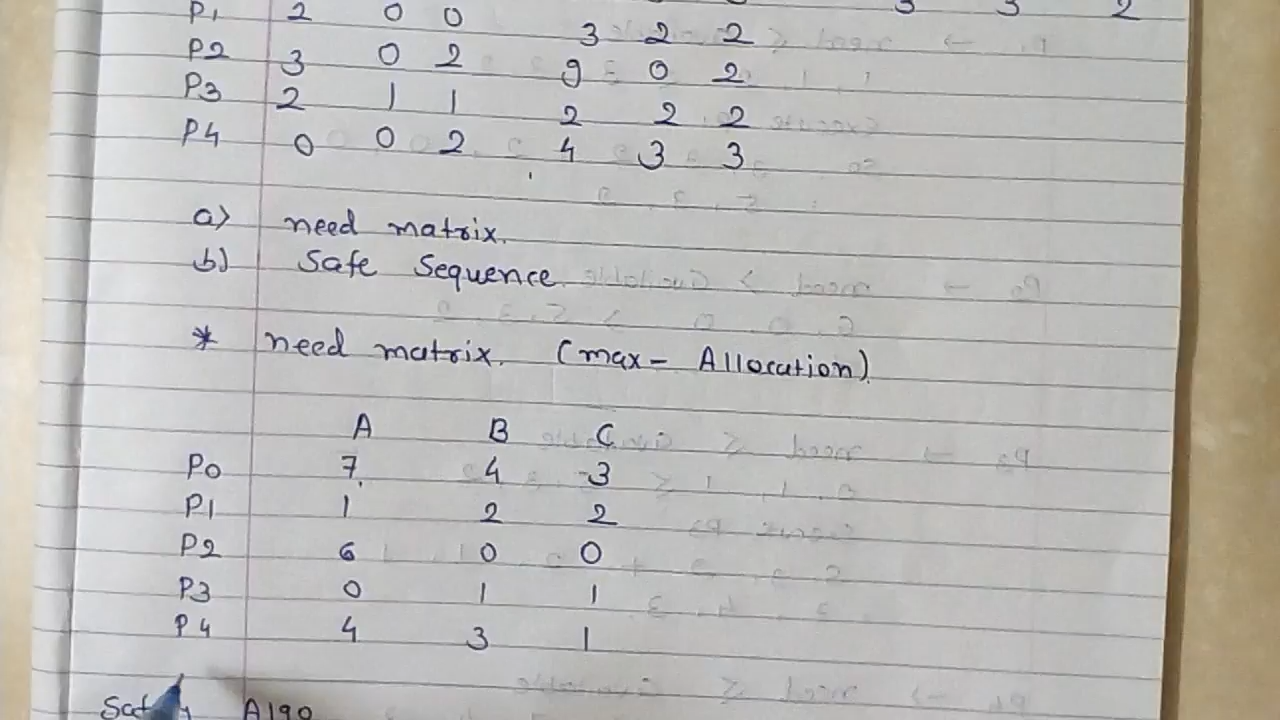 P1 2 0 0 3 2 2 3 3 2
P2 3 0 2 9 0 2
P3 2 1 1 2 2 2
P4 0 0 2 4 3 3
a) need matrix.
b) Safe Sequence.
* need matrix. (max - Allocation).
A B C
P0 7 4 3
P1 1 2 2
P2 6 0 0
P3 0 1 1
P4 4 3 1
Algo